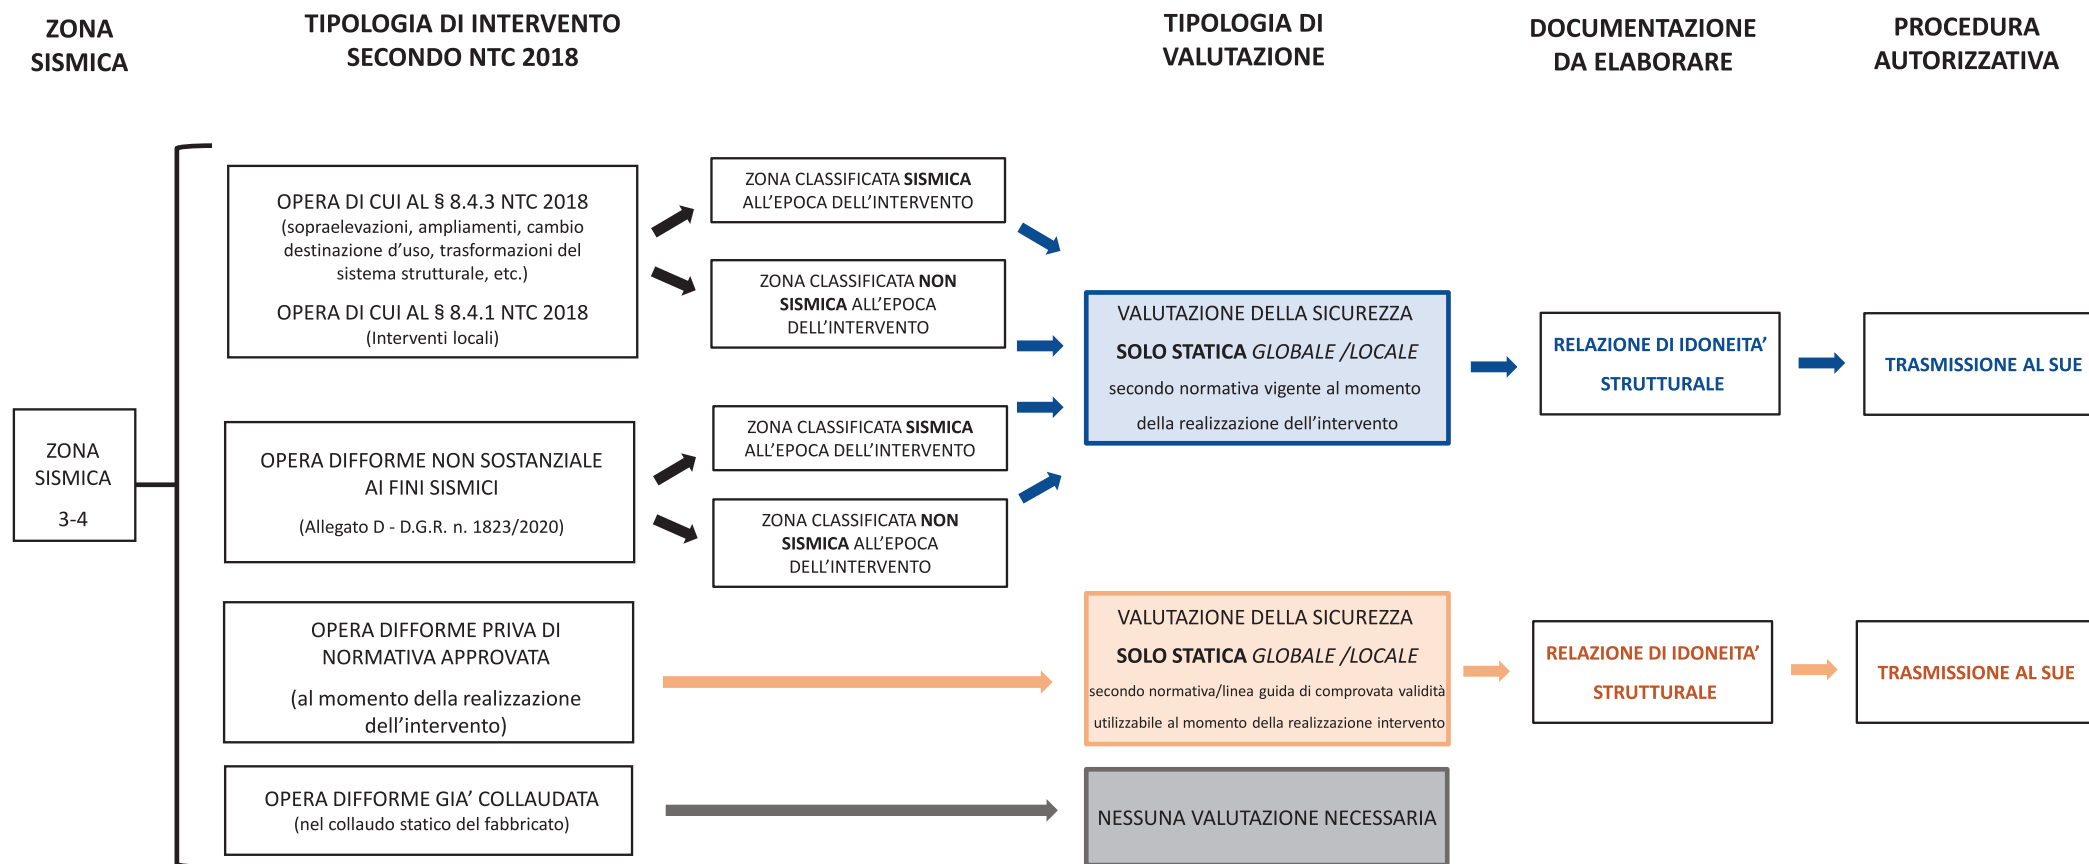 ZONA
SISMICA
TIPOLOGIA DI INTERVENTO
SECONDO NTC 2018
TIPOLOGIA DI
VALUTAZIONE
DOCUMENTAZIONE
DA ELABORARE
PROCEDURA
AUTORIZZATIVA
ZONA
SISMICA
3-4
OPERA DI CUI AL § 8.4.3 NTC 2018
(sopraelevazioni, ampliamenti, cambio
destinazione d'uso, trasformazioni del
sistema strutturale, etc.)
OPERA DI CUI AL § 8.4.1 NTC 2018
(Interventi locali)
ZONA CLASSIFICATA SISMICA
ALL'EPOCA DELL'INTERVENTO
ZONA CLASSIFICATA NON
SISMICA ALL'EPOCA
DELL'INTERVENTO
OPERA DIFFORME NON SOSTANZIALE
AI FINI SISMICI
(Allegato D - D.G.R. n. 1823/2020)
ZONA CLASSIFICATA SISMICA
ALL'EPOCA DELL'INTERVENTO
ZONA CLASSIFICATA NON
SISMICA ALL'EPOCA
DELL'INTERVENTO
VALUTAZIONE DELLA SICUREZZA
SOLO STATICA GLOBALE /LOCALE
secondo normativa vigente al momento
della realizzazione dell'intervento
RELAZIONE DI IDONEITA'
STRUTTURALE
TRASMISSIONE AL SUE
OPERA DIFFORME PRIVA DI
NORMATIVA APPROVATA
(al momento della realizzazione
dell'intervento)
VALUTAZIONE DELLA SICUREZZA
SOLO STATICA GLOBALE /LOCALE
secondo normativa/linea guida di comprovata validità
utilizzabile al momento della realizzazione intervento
RELAZIONE DI IDONEITA'
STRUTTURALE
TRASMISSIONE AL SUE
OPERA DIFFORME GIA' COLLAUDATA
(nel collaudo statico del fabbricato)
NESSUNA VALUTAZIONE NECESSARIA